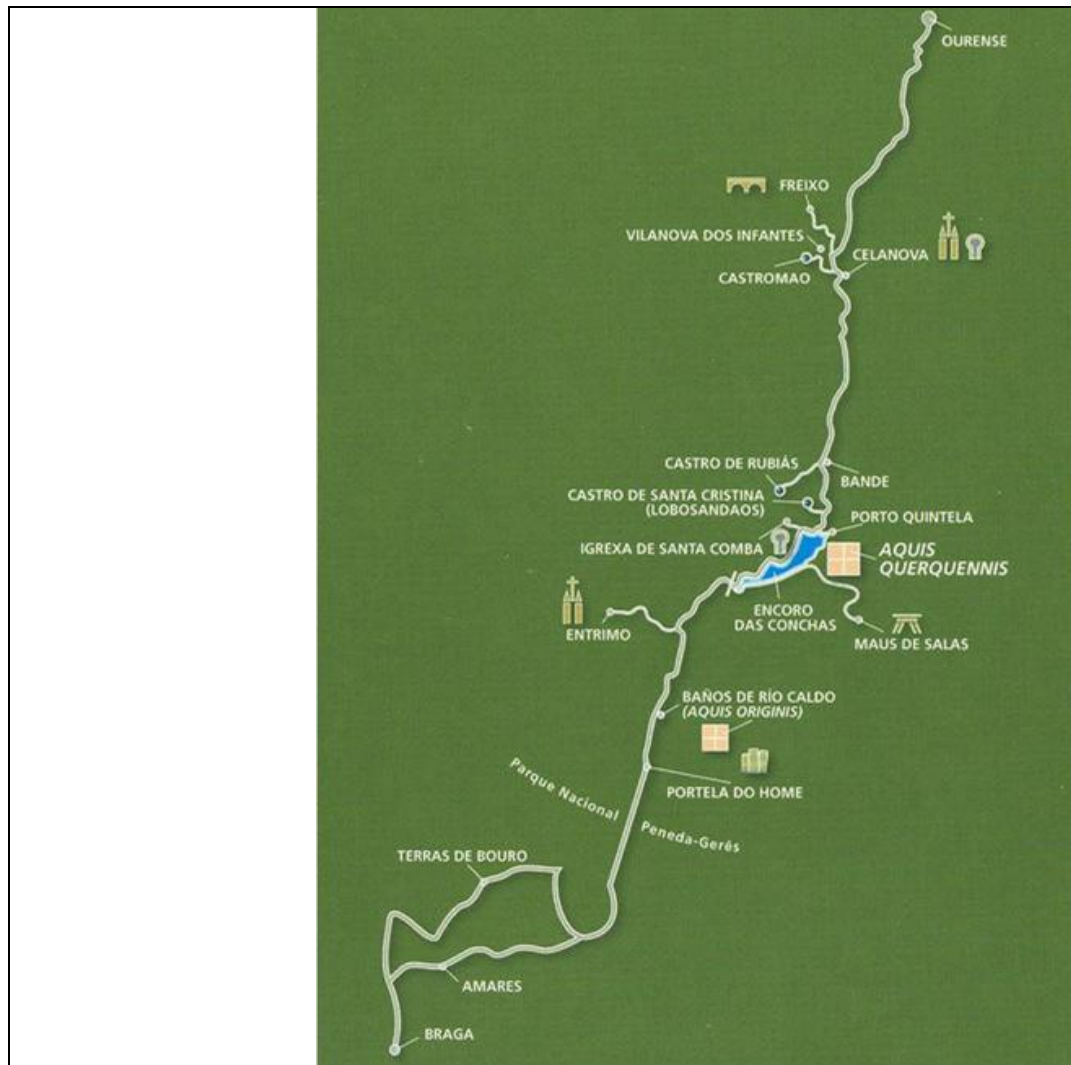 OURENSE
FREIXO
VILANOVA DOS INFANTES
CELANOVA
CASTROMAO
CASTRO DE RUBIÁS
BANDE
CASTRO DE SANTA CRISTINA
(LOBOSANDAOS)
PORTO QUINTELA
IGREXA DE SANTA COMBA
AQUIS
QUERQUENNIS
ENCORO
DAS CONCHAS
ENTRIMO
MAUS DE SALAS
BAÑOS DE RÍO CALDO
(AQUIS ORIGINIS)
PORTELA DO HOME
Parque Nacional
Peneda-Gerês
TERRAS DE BOURO
AMARES
BRAGA